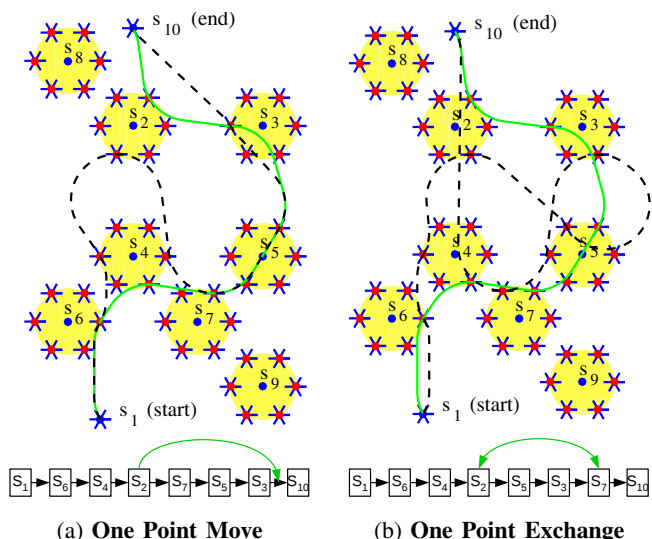 s10 (end)
s8
s2
s3
s4
s5
s6
s7
s9
s1 (start)
S1 S6 S4 S2 S7 S5 S3 S10
(a) One Point Move
s10 (end)
s8
s2
s3
s4
s5
s6
s7
s9
s1 (start)
S1 S6 S4 S2 S5 S3 S7 S10
(b) One Point Exchange